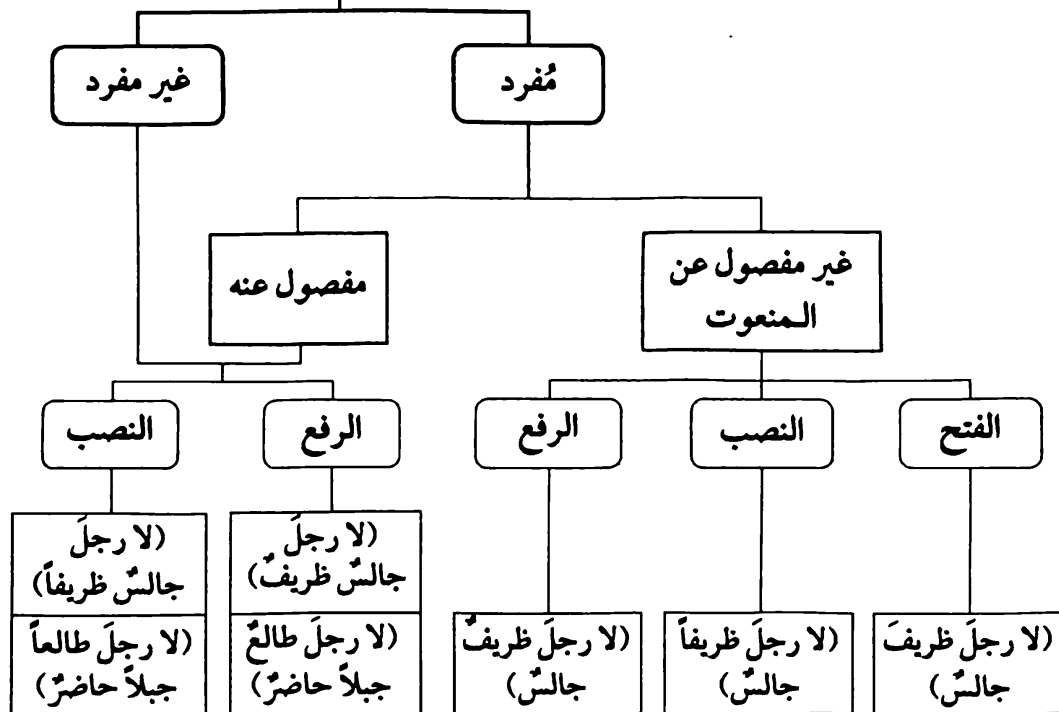 مُفرد
غير مفرد
غير مفصول عن
الـمنعوت
مفصول عنه
الفتح
النصب
الرفع
الرفع
النصب
(لا رجلَ ظريفَ
جالسٌ)
(لا رجلَ ظريفاً
جالسٌ)
(لا رجلَ ظريفٌ
جالسٌ)
(لا رجلَ
جالسٌ ظريفٌ)
(لا رجلَ طالعٌ
جبلاً حاضرٌ)
(لا رجلَ
جالسٌ ظريفاً)
(لا رجلَ طالعاً
جبلاً حاضرٌ)